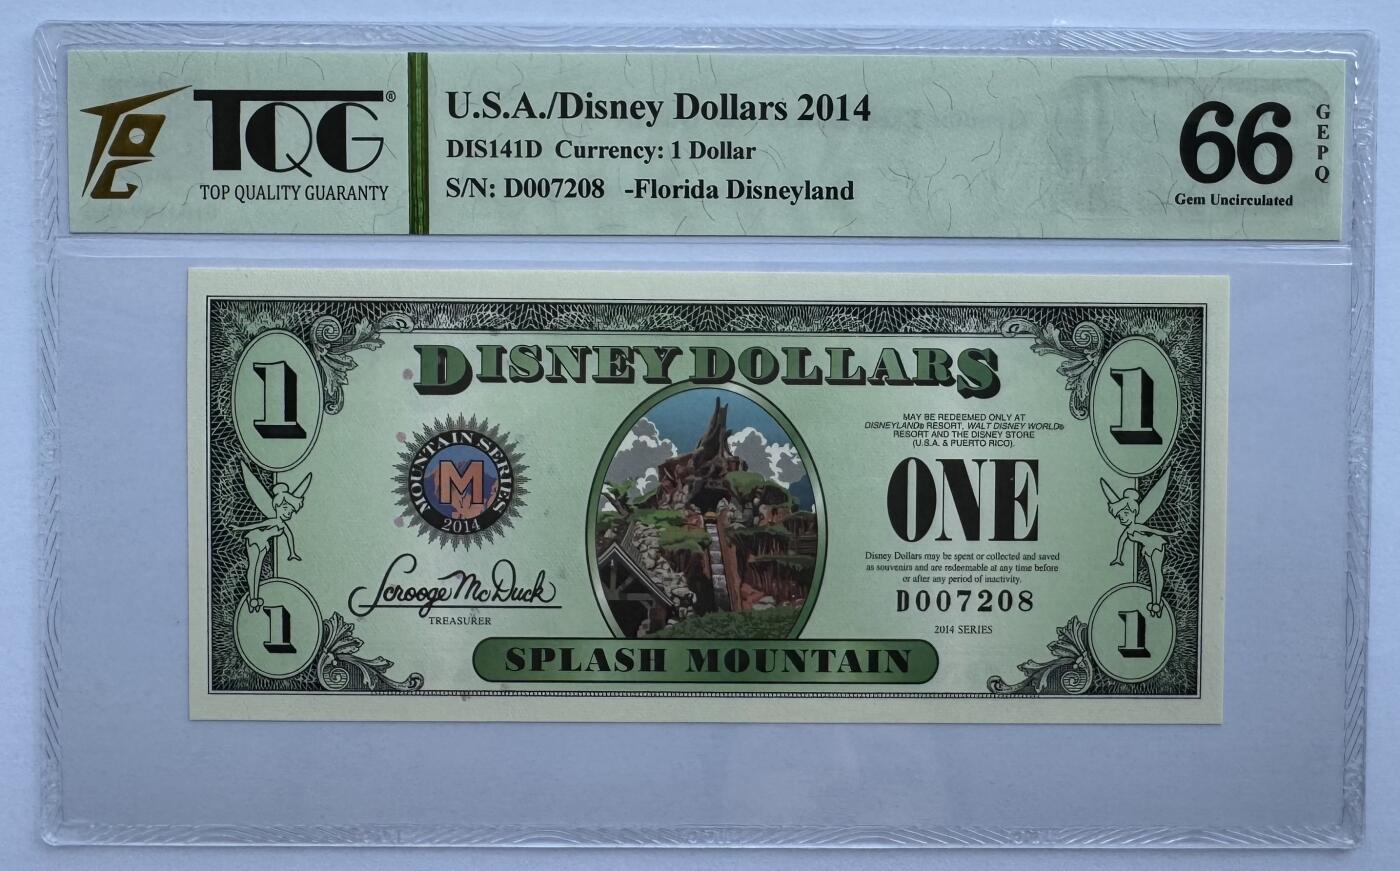 TQG®
TOP QUALITY GUARANTY
U.S.A./Disney Dollars 2014
DIS141D Currency: 1 Dollar
S/N: D007208 -Florida Disneyland
66
GEPQ
Gem Uncirculated
1
DISNEY DOLLARS
1
MOUNTAIN SERIES
M
2014
MAY BE REDEEMED ONLY AT
DISNEYLAND® RESORT, WALT DISNEY WORLD®
RESORT AND THE DISNEY STORE
(U.S.A. & PUERTO RICO).
ONE
Disney Dollars may be spent or collected and saved
as souvenirs and are redeemable at any time before
or after any period of inactivity.
Scrooge McDuck
TREASURER
D007208
2014 SERIES
1
SPLASH MOUNTAIN
1